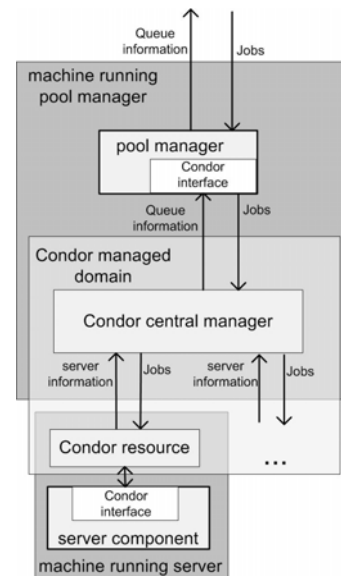 Queue
information
Jobs
machine running
pool manager
pool manager
Condor
interface
Queue
information
Jobs
Condor managed
domain
Condor central manager
server
information
Jobs
server
information
Jobs
Condor resource
...
Condor
interface
server component
machine running server